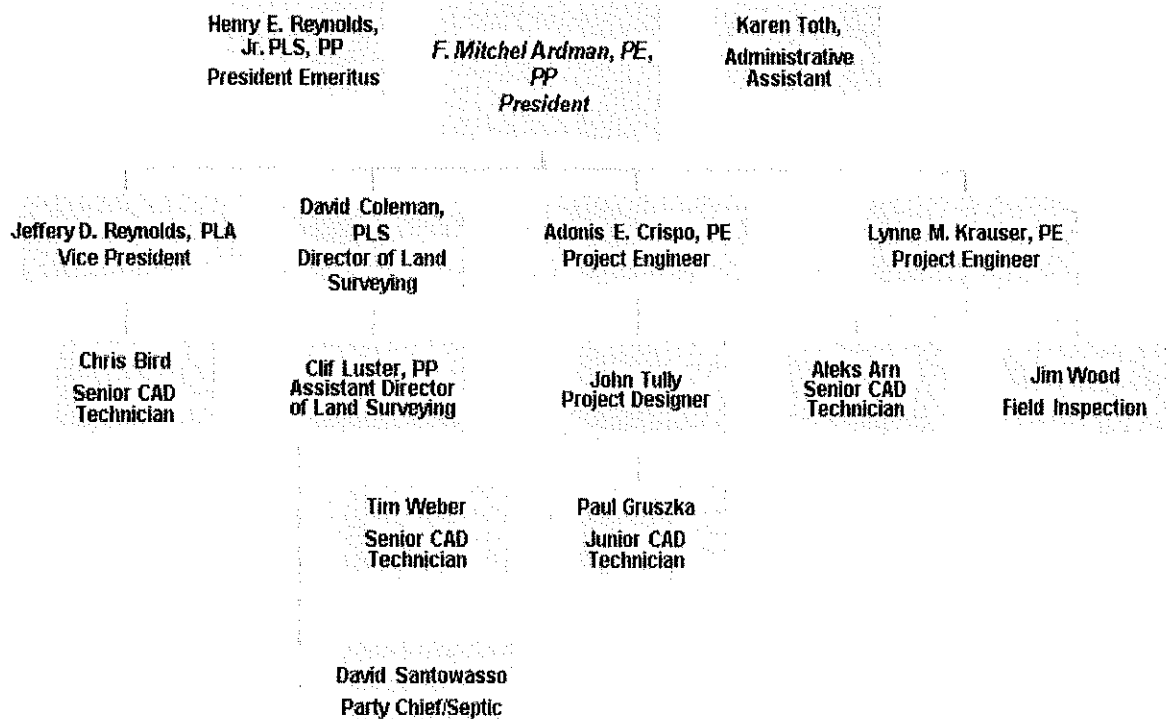 Henry E. Reynolds,
Jr. PLS, PP
President Emeritus
F. Mitchel Ardman, PE,
PP
President
Karen Toth,
Administrative
Assistant
Jeffery D. Reynolds, PLA
Vice President
David Coleman,
PLS
Director of Land
Surveying
Adonis E. Crispo, PE
Project Engineer
Lynne M. Krauser, PE
Project Engineer
Chris Bird
Senior CAD
Technician
Clif Luster, PP
Assistant Director
of Land Surveying
John Tully
Project Designer
Aleks Arn
Senior CAD
Technician
Jim Wood
Field Inspection
Tim Weber
Senior CAD
Technician
Paul Gruszka
Junior CAD
Technician
David Santowasso
Party Chief/Septic